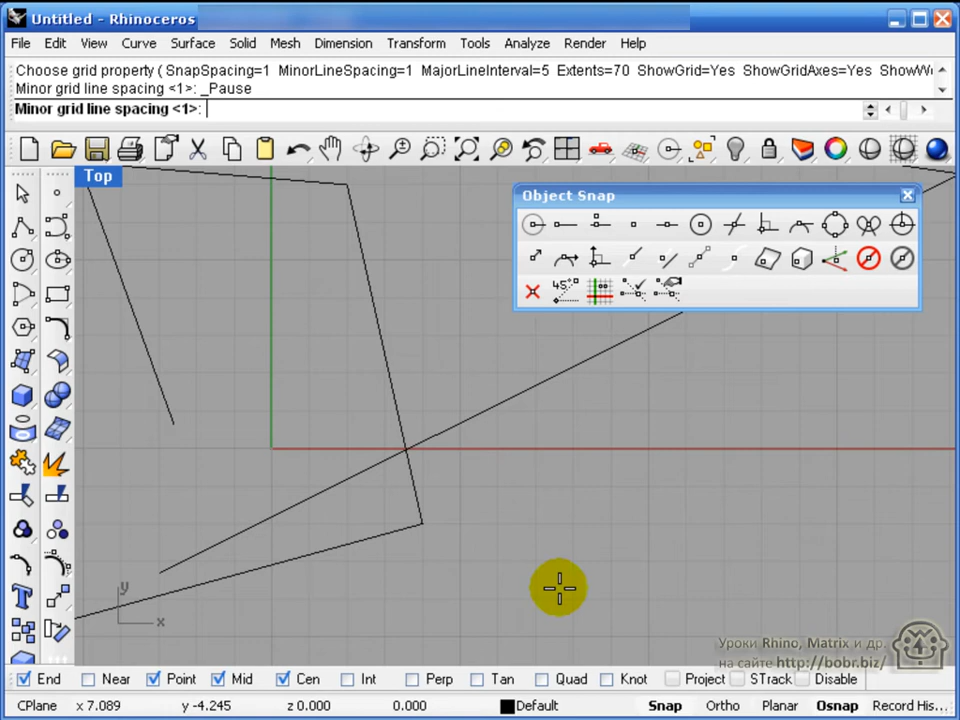 Untitled - Rhinoceros
File Edit View Curve Surface Solid Mesh Dimension Transform Tools Analyze Render Help
Choose grid property ( SnapSpacing=1 MinorLineSpacing=1 MajorLineInterval=5 Extents=70 ShowGrid=Yes ShowGridAxes=Yes
Minor grid line spacing <1>: _Pause
Minor grid line spacing <1>:
Top
Object Snap
45°
y
x
Уроки Rhino, Matrix и др.
на сайте http://bobr.biz/
End Near Point Mid Cen Int Perp Tan Quad Knot Project STrack Disable
CPlane x 7.089 y -4.245 z 0.000 0.000 Default Snap Ortho Planar Osnap Record His...